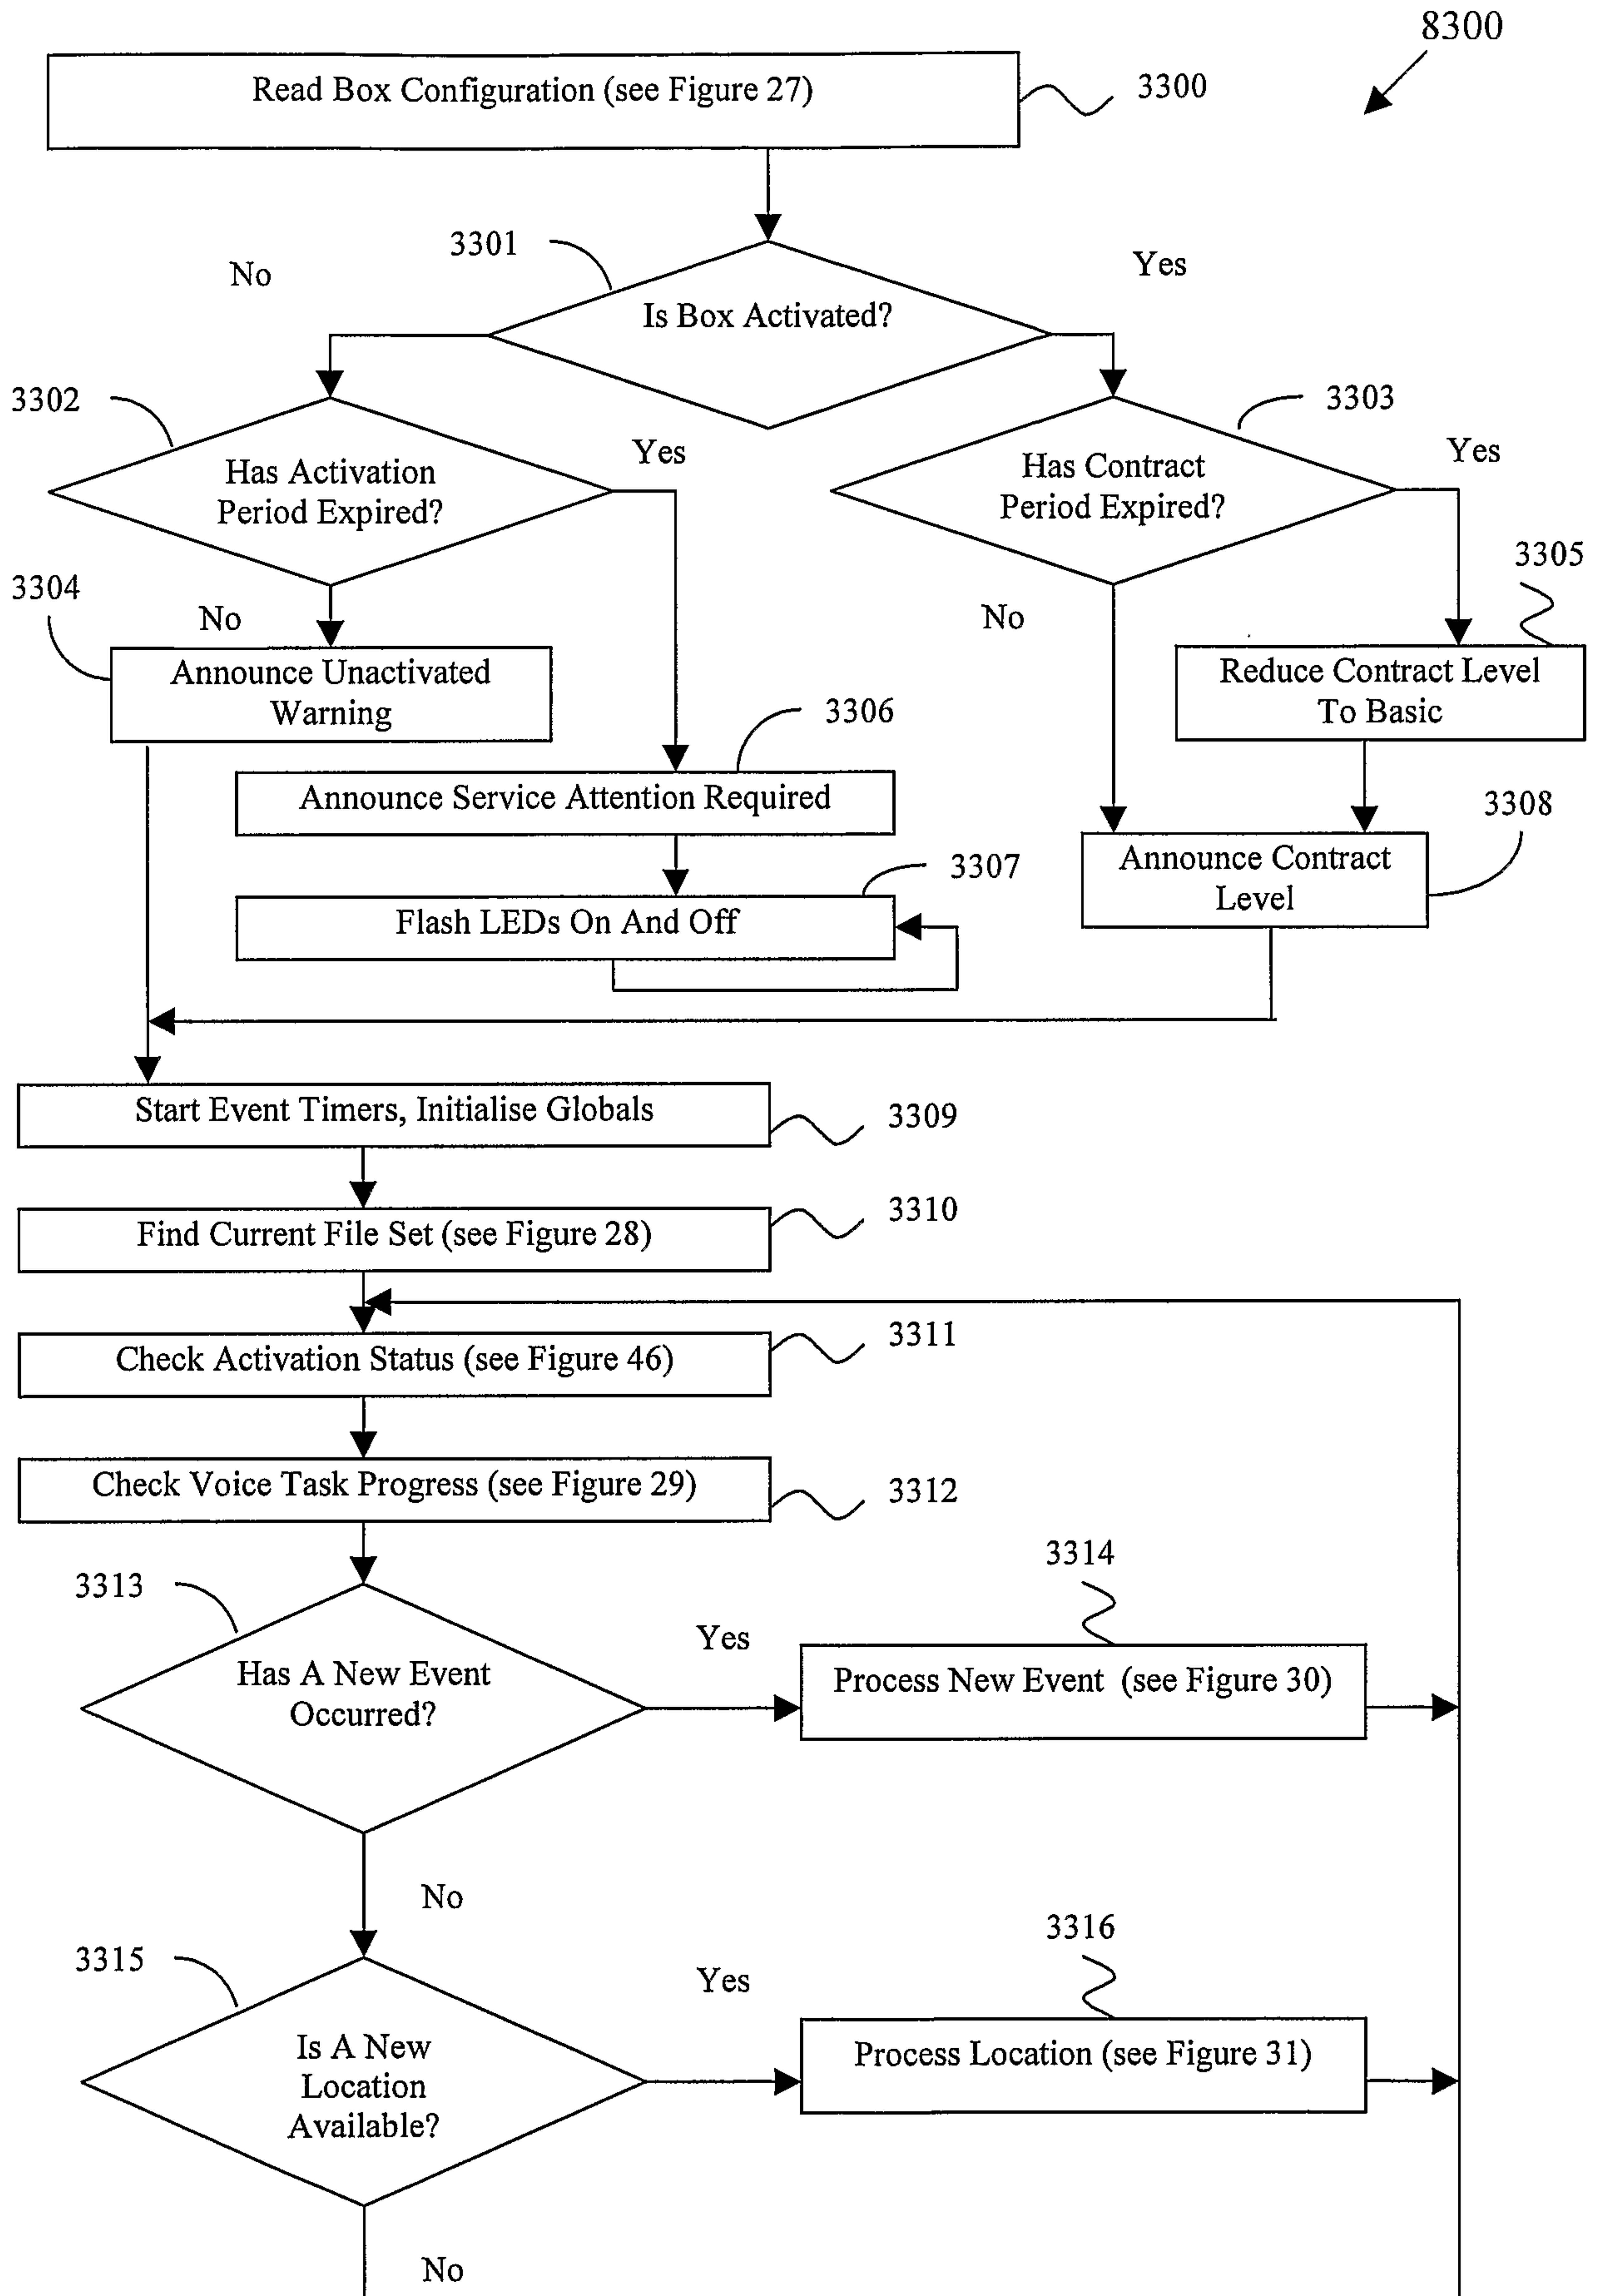 8300
Read Box Configuration (see Figure 27)
3300
3301
No
Yes
Is Box Activated?
3302
3303
Yes
Yes
Has Activation
Period Expired?
Has Contract
Period Expired?
3305
3304
No
No
Announce Unactivated
Warning
Reduce Contract Level
To Basic
3306
Announce Service Attention Required
3308
3307
Announce Contract
Level
Flash LEDs On And Off
Start Event Timers, Initialise Globals
3309
Find Current File Set (see Figure 28)
3310
Check Activation Status (see Figure 46)
3311
Check Voice Task Progress (see Figure 29)
3312
3314
3313
Yes
Has A New Event
Occurred?
Process New Event (see Figure 30)
No
3316
3315
Yes
Is A New
Location
Available?
Process Location (see Figure 31)
No